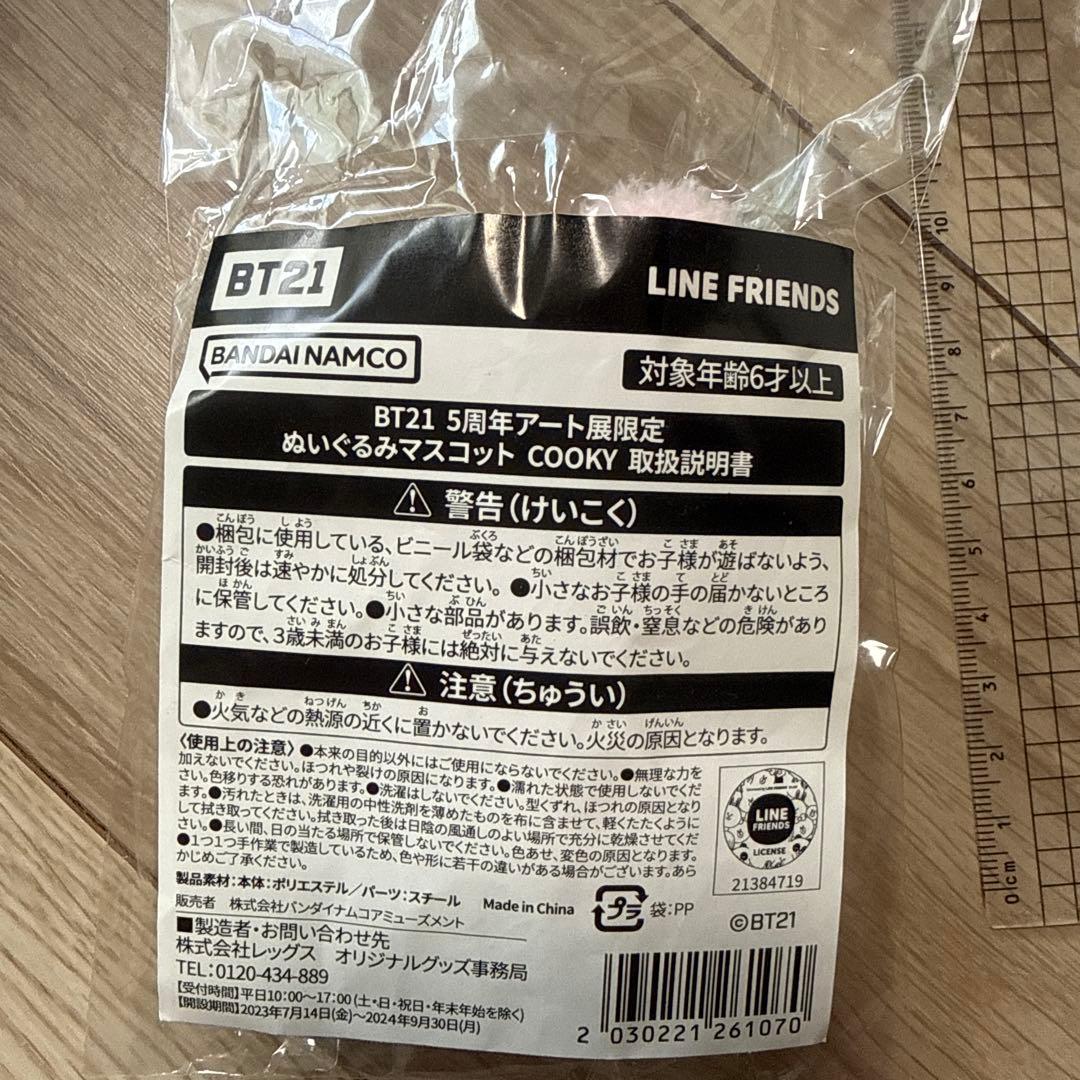 BT21
LINE FRIENDS
BANDAI NAMCO
対象年齢6才以上
BT21 5周年アート展限定
ぬいぐるみマスコット COOKY 取扱説明書
警告(けいこく)
●梱包に使用している、ビニール袋などの梱包材でお子様が遊ばないよう、
開封後は速やかに処分してください。●小さなお子様の手の届かないところ
に保管してください。●小さな部品があります。誤飲・窒息などの危険があり
ますので、3歳未満のお子様には絶対に与えないでください。
注意(ちゅうい)
●火気などの熱源の近くに置かないでください。火災の原因となります。
〈使用上の注意〉●本来の目的以外にはご使用にならないでください。●無理な力を
加えないでください。ほつれや裂けの原因になります。●濡れた状態で使用しないでくだ
さい。色移りする恐れがあります。●洗濯はしないでください。型くずれ、ほつれの原因となり
ます。●汚れたときは、洗濯用の中性洗剤を薄めたものを布に含ませて、軽くたたくように
して拭き取ってください。拭き取った後は日陰の風通しのよい場所で充分に乾燥させてくだ
さい。●長い間、日の当たる場所で保管しないでください。色あせ、変色の原因となります。
●1つ1つ手作業で製造しているため、色や形に若干の違いがある場合がございます。あら
かじめご了承ください。
LINE
FRIENDS
LICENSE
21384719
製品素材:本体:ポリエステル/パーツ:スチール
Made in China
プラ
袋:PP
©BT21
販売者 株式会社バンダイナムコアミューズメント
■製造者・お問い合わせ先
株式会社レッグス オリジナルグッズ事務局
TEL:0120-434-889
【受付時間】平日10:00～17:00(土・日・祝日・年末年始を除く)
【開設期間】2023年7月14日(金)～2024年9月30日(月)
2 030221 261070
10
9
8
7
6
5
4
3
2
1
0cm